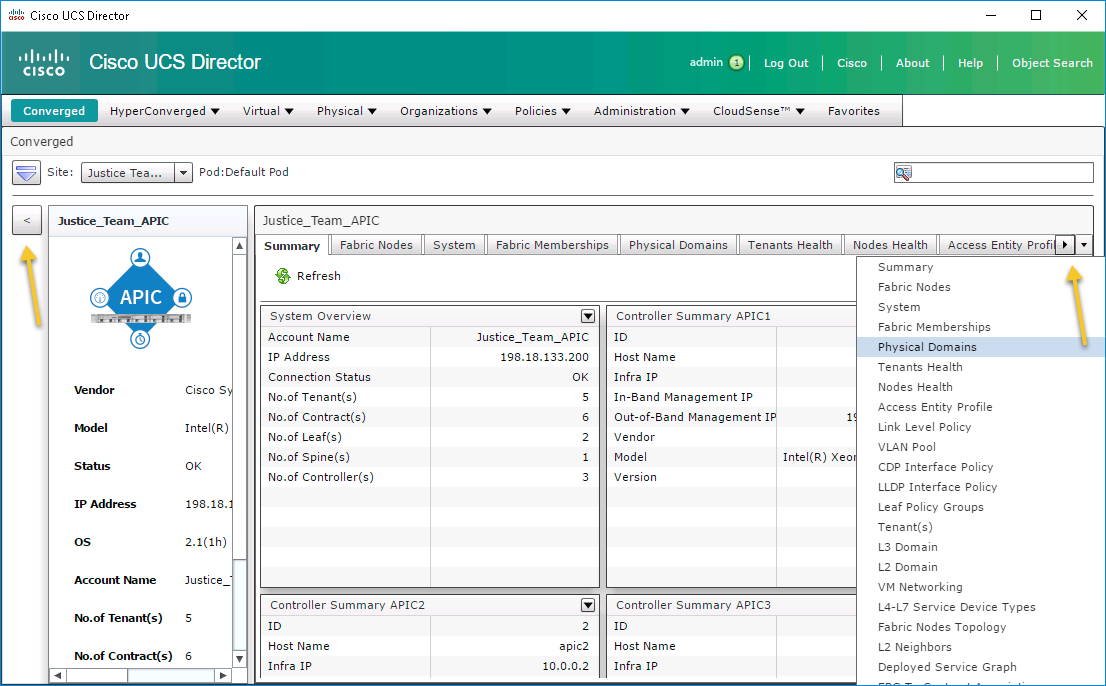 Cisco UCS Director
CISCO Cisco UCS Director admin 1 Log Out Cisco About Help Object Search
Converged HyperConverged Virtual Physical Organizations Policies Administration CloudSense™ Favorites
Converged
Site: Justice Tea... Pod:Default Pod
<
Justice_Team_APIC
APIC
Vendor Cisco Sy
Model Intel(R)
Status OK
IP Address 198.18.1
OS 2.1(1h)
Account Name Justice_T
No.of Tenant(s) 5
No.of Contract(s) 6
Justice_Team_APIC
Summary Fabric Nodes System Fabric Memberships Physical Domains Tenants Health Nodes Health Access Entity Profil
Refresh
System Overview
Account Name Justice_Team_APIC
IP Address 198.18.133.200
Connection Status OK
No.of Tenant(s) 5
No.of Contract(s) 6
No.of Leaf(s) 2
No.of Spine(s) 1
No.of Controller(s) 3
Controller Summary APIC1
ID
Host Name
Infra IP
In-Band Management IP
Out-of-Band Management IP 19
Vendor
Model Intel(R) Xeor
Version
Controller Summary APIC2
ID 2
Host Name apic2
Infra IP 10.0.0.2
Controller Summary APIC3
ID
Host Name
Infra IP
Summary
Fabric Nodes
System
Fabric Memberships
Physical Domains
Tenants Health
Nodes Health
Access Entity Profile
Link Level Policy
VLAN Pool
CDP Interface Policy
LLDP Interface Policy
Leaf Policy Groups
Tenant(s)
L3 Domain
L2 Domain
VM Networking
L4-L7 Service Device Types
Fabric Nodes Topology
L2 Neighbors
Deployed Service Graph